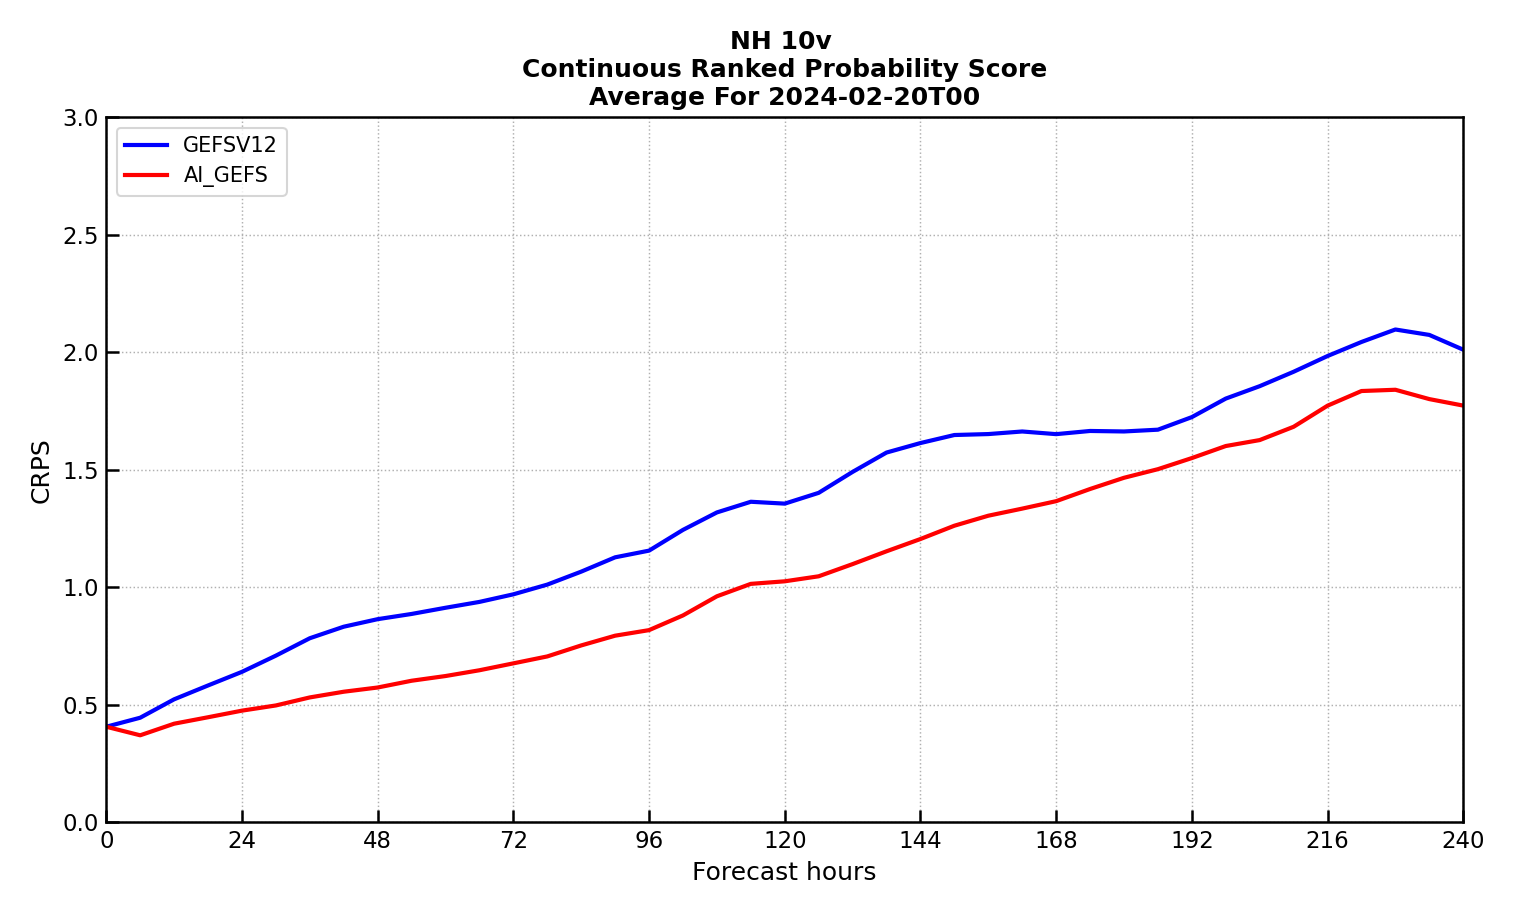 NH 10v
Continuous Ranked Probability Score
Average For 2024-02-20T00
3.0
GEFSV12
AI_GEFS
2.5
2.0
CRPS
1.5
1.0
0.5
0.0
0 24 48 72 96 120 144 168 192 216 240
Forecast hours